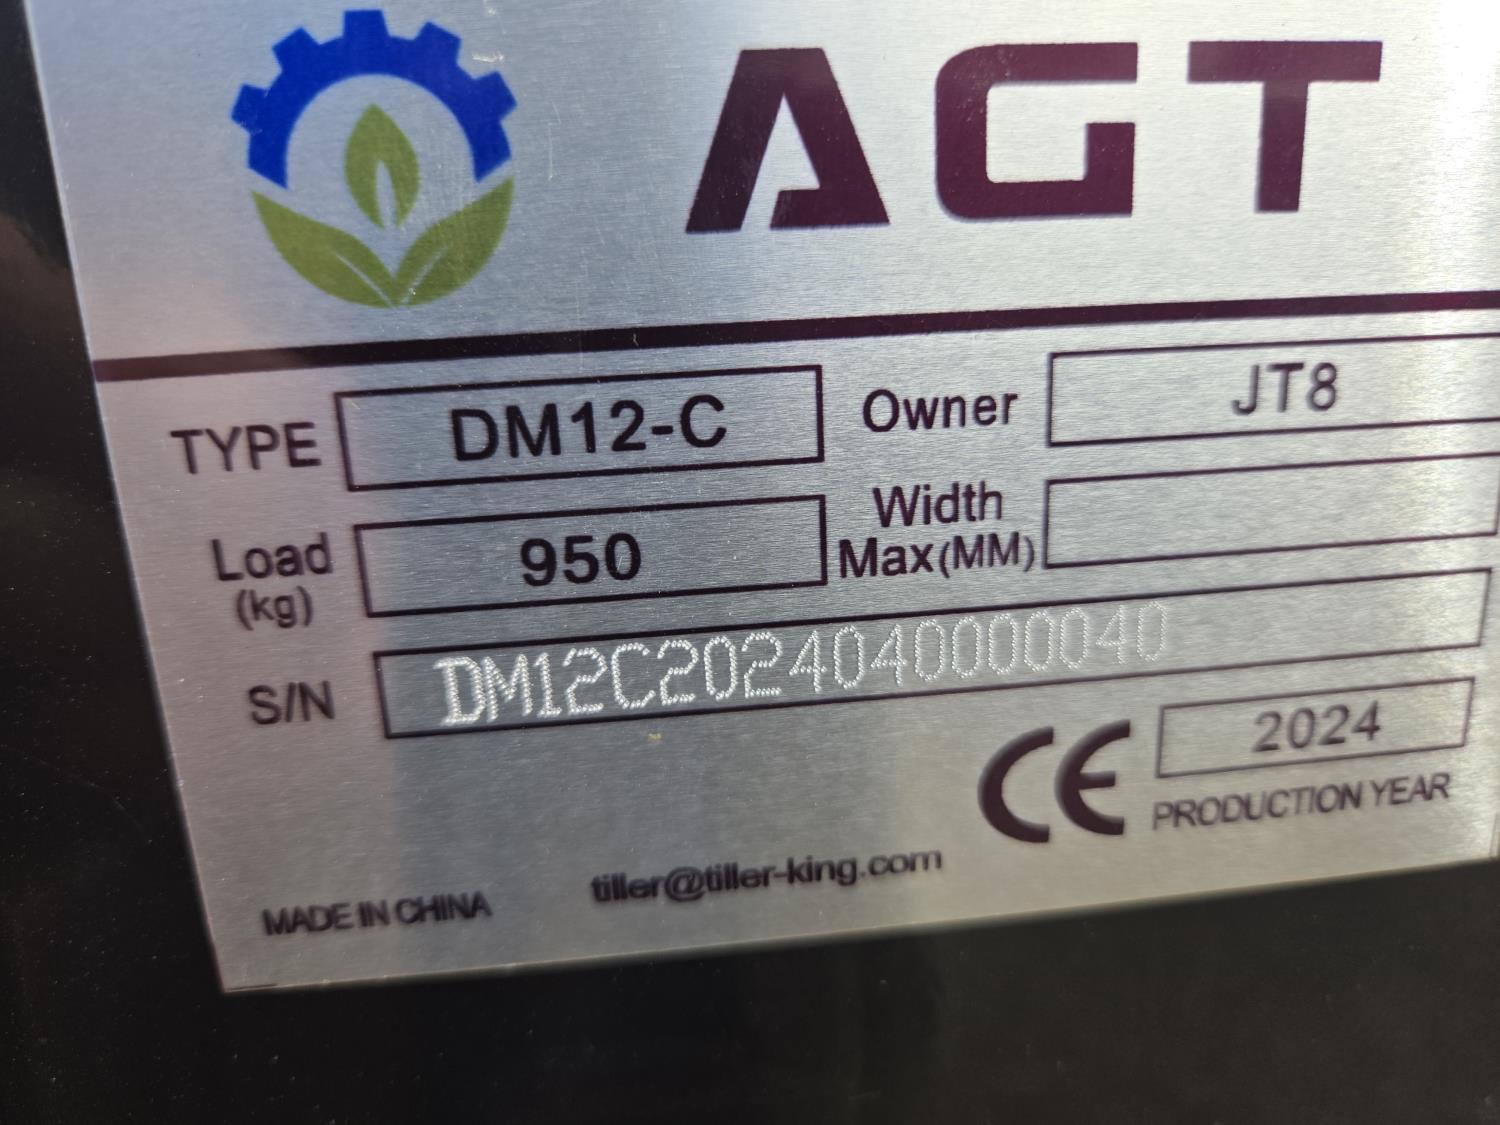 AGT
TYPE DM12-C Owner JT8
Load (kg) 950 Width Max(MM)
S/N DM12C2024040000040
CE 2024
PRODUCTION YEAR
MADE IN CHINA tiller@tiller-king.com